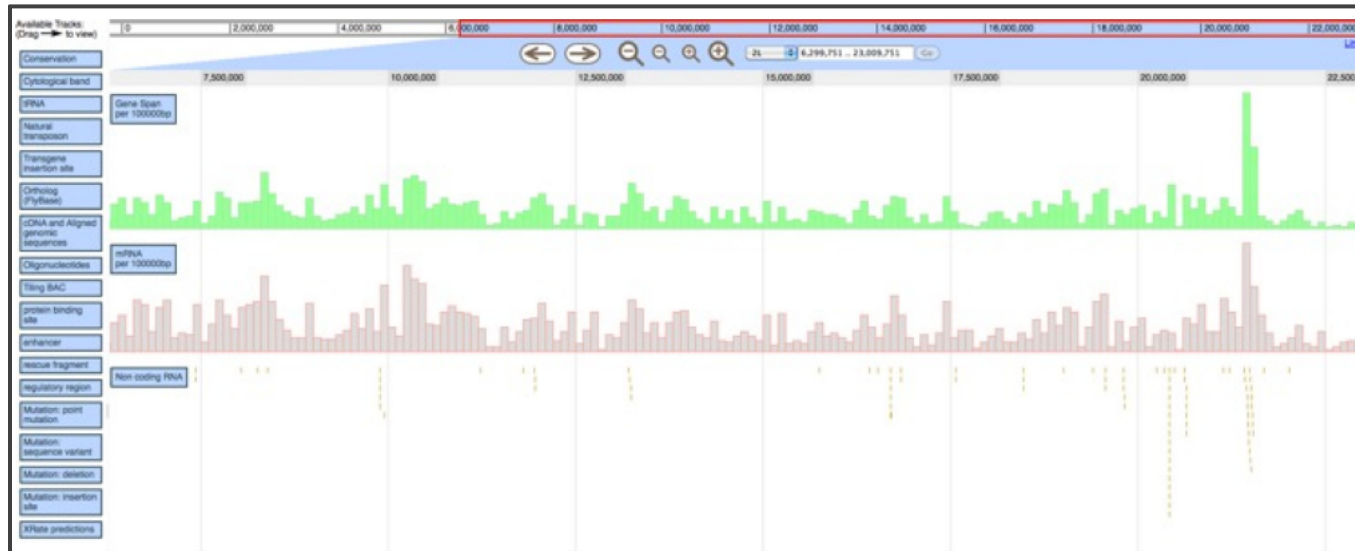 Available Tracks:
(Drag to view)
0 2,000,000 4,000,000 6,000,000 8,000,000 10,000,000 12,000,000 14,000,000 16,000,000 18,000,000 20,000,000 22,000,000
2L 6,299,751 .. 23,009,751 Go
7,500,000 10,000,000 12,500,000 15,000,000 17,500,000 20,000,000
Conservation
Cytological band
tRNA
Natural
transposon
Transgene
insertion site
Ortholog
(FlyBase)
cDNA and Aligned
genomic
sequences
Oligonucleotides
Tiling BAC
protein binding
site
enhancer
rescue fragment
regulatory region
Mutation: point
mutation
Mutation:
sequence variant
Mutation: deletion
Mutation: insertion
site
XRate predictions
Gene Span
per 100000bp
mRNA
per 100000bp
Non coding RNA